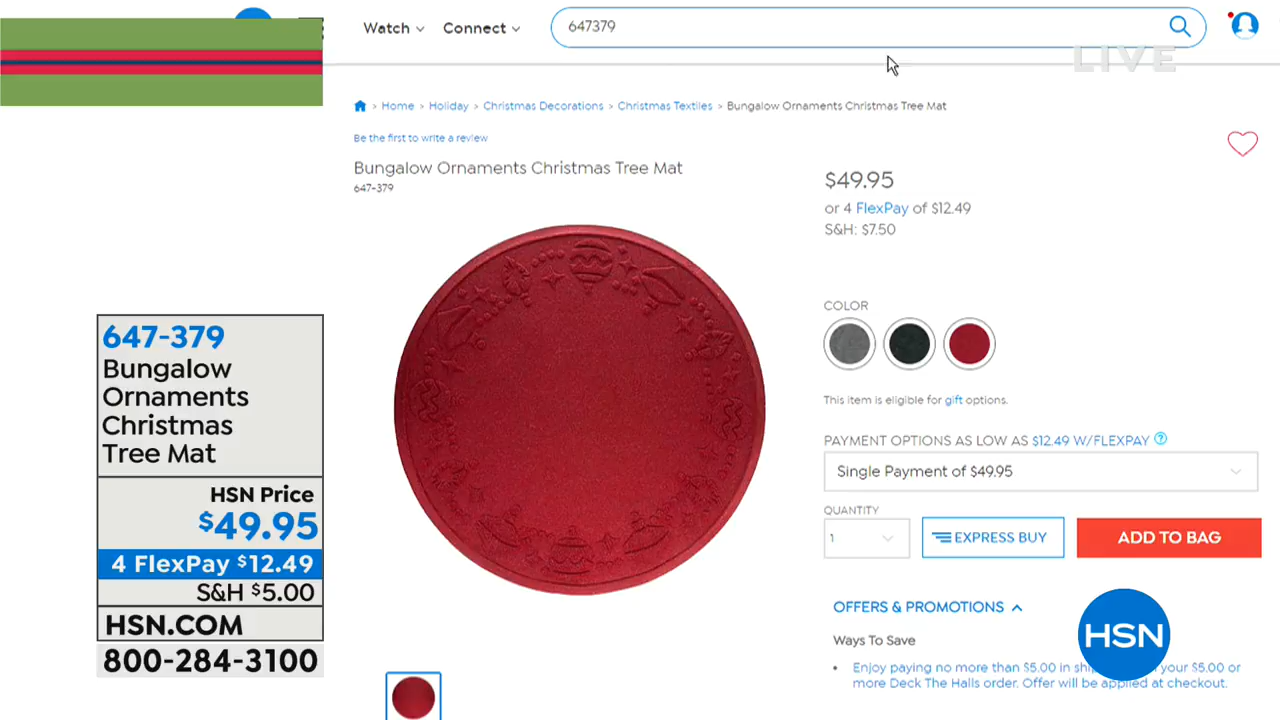 Watch
Connect
647379
LIVE
> Home > Holiday > Christmas Decorations > Christmas Textiles > Bungalow Ornaments Christmas Tree Mat
Be the first to write a review
Bungalow Ornaments Christmas Tree Mat
647-379
$49.95
or 4 FlexPay of $12.49
S&H: $7.50
COLOR
This item is eligible for gift options.
PAYMENT OPTIONS AS LOW AS $12.49 W/FLEXPAY ?
Single Payment of $49.95
QUANTITY
1
EXPRESS BUY
ADD TO BAG
OFFERS & PROMOTIONS
Ways To Save
• Enjoy paying no more than $5.00 in your $5.00 or
more Deck The Halls order. Offer will be applied at checkout.
HSN
647-379
Bungalow
Ornaments
Christmas
Tree Mat
HSN Price
$49.95
4 FlexPay $12.49
S&H $5.00
HSN.COM
800-284-3100